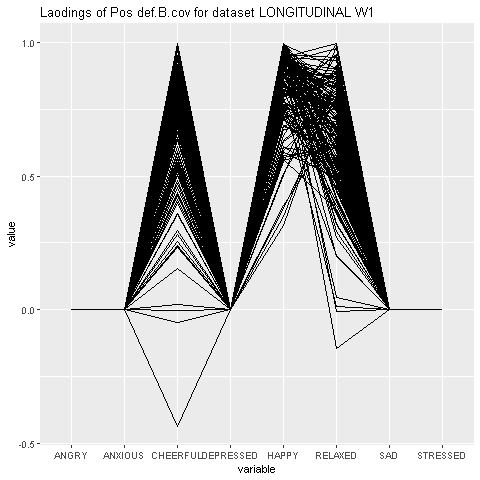 Laodings of Pos def.B.cov for dataset LONGITUDINAL W1
1.0
0.5
0.0
-0.5
value
ANGRY ANXIOUS CHEERFULDEPRESSED HAPPY RELAXED SAD STRESSED
variable